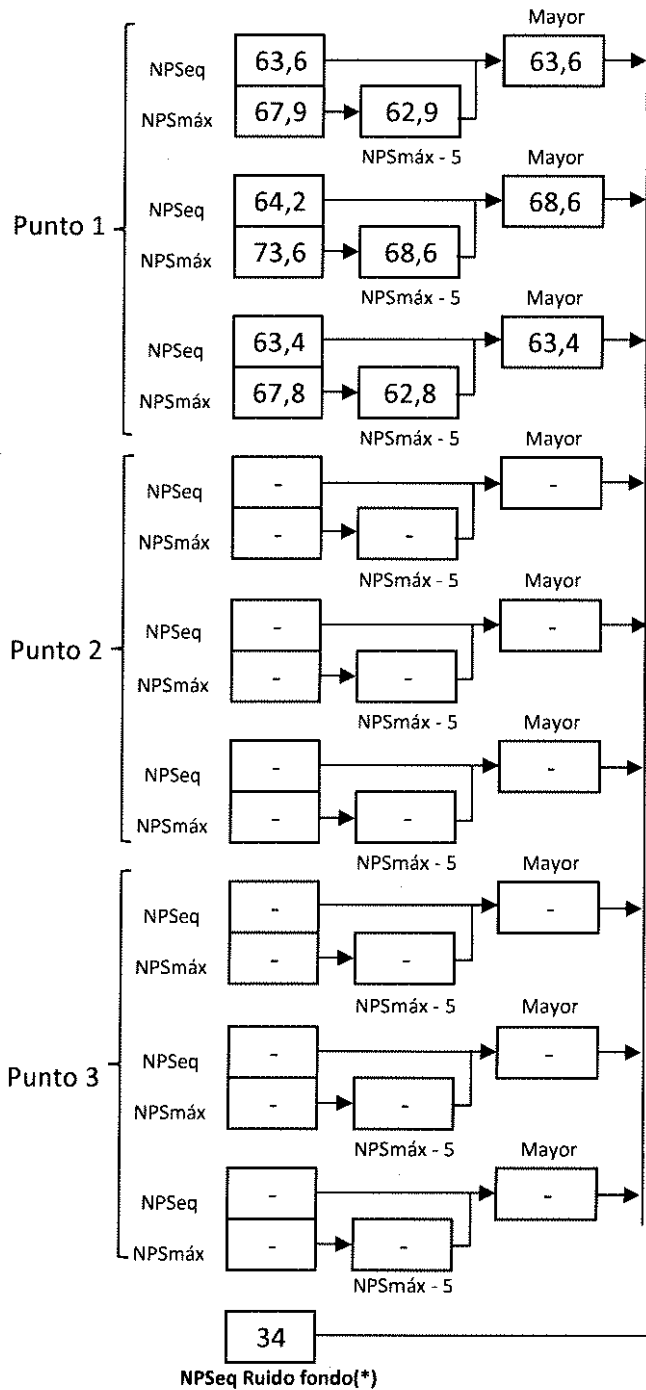 Mayor
NPSeq 63,6 63,6
NPSmáx 67,9 62,9
NPSmáx - 5
Mayor
Punto 1
NPSeq 64,2 68,6
NPSmáx 73,6 68,6
NPSmáx - 5
Mayor
NPSeq 63,4 63,4
NPSmáx 67,8 62,8
NPSmáx - 5
Mayor
NPSeq - -
NPSmáx - -
NPSmáx - 5
Mayor
Punto 2
NPSeq - -
NPSmáx - -
NPSmáx - 5
Mayor
NPSeq - -
NPSmáx - -
NPSmáx - 5
Mayor
NPSeq - -
NPSmáx - -
NPSmáx - 5
Mayor
Punto 3
NPSeq - -
NPSmáx - -
NPSmáx - 5
Mayor
NPSeq - -
NPSmáx - -
NPSmáx - 5
34
NPSeq Ruido fondo(*)